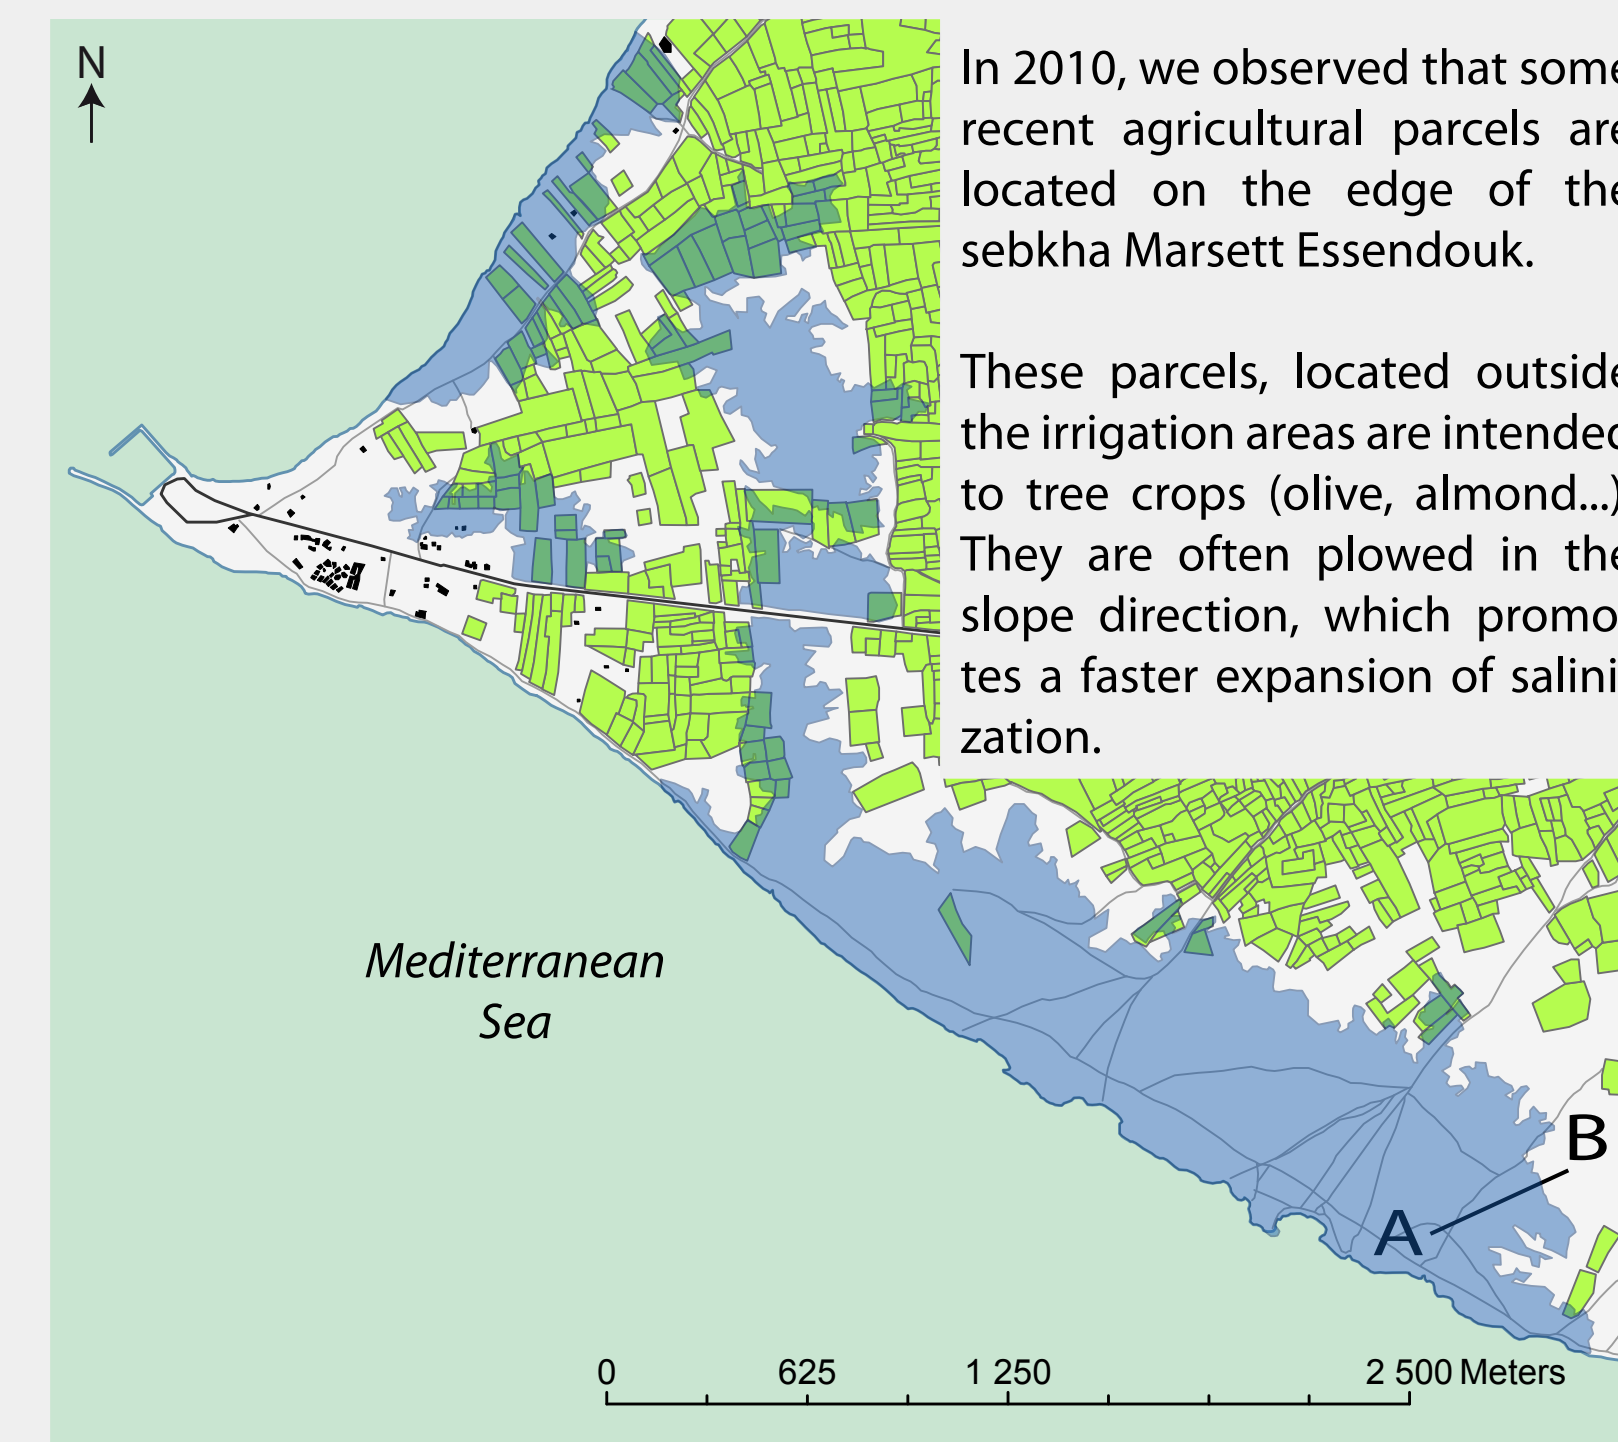 N
In 2010, we observed that some
recent agricultural parcels are
located on the edge of the
sebkha Marsett Essendouk.
These parcels, located outside
the irrigation areas are intended
to tree crops (olive, almond...)
They are often plowed in the
slope direction, which promo
tes a faster expansion of salini
zation.
Mediterranean
Sea
B
A
0 625 1 250 2 500 Meters